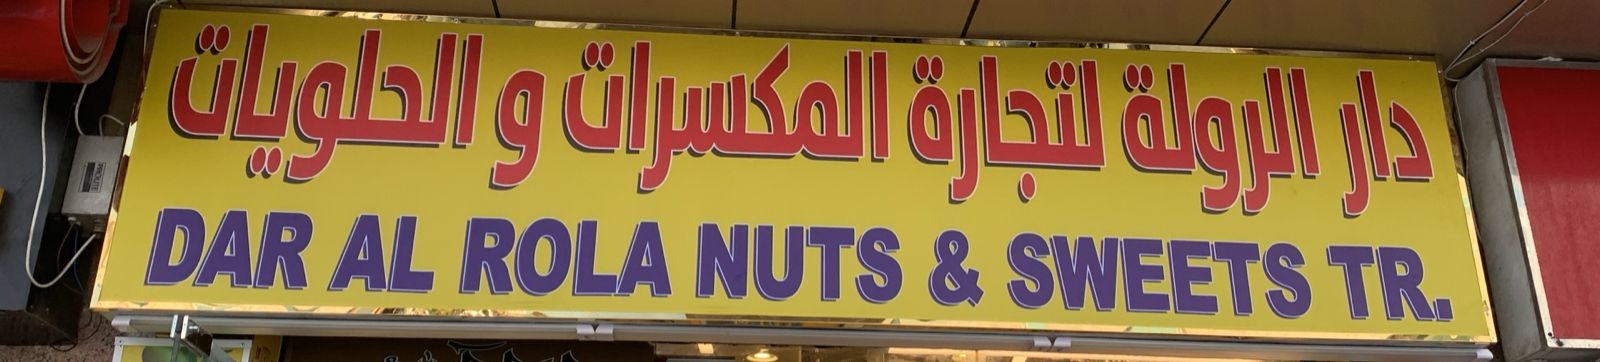 دار الرولة لتجارة المكسرات و الحلويات
DAR AL ROLA NUTS & SWEETS TR.